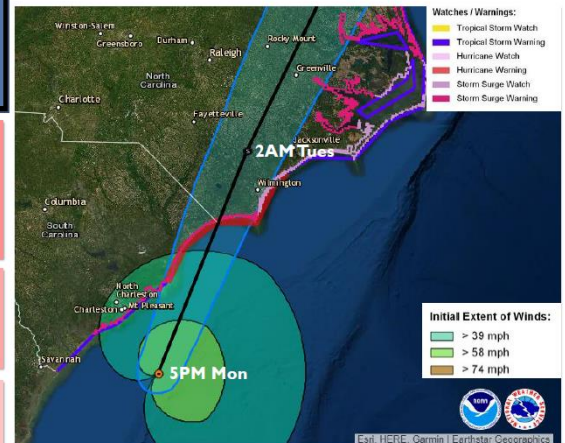 Winston-Salem
Greensboro
Durham
Raleigh
Rocky Mount
Greenville
North
Carolina
Charlotte
Fayetteville
Jacksonville
2AM Tues
Wilmington
Columbia
South
Carolina
North
Charleston
Charleston
Mt Pleasant
Savannah
5PM Mon
Watches / Warnings:
Tropical Storm Watch
Tropical Storm Warning
Hurricane Watch
Hurricane Warning
Storm Surge Watch
Storm Surge Warning
Initial Extent of Winds:
> 39 mph
> 58 mph
> 74 mph
Esri, HERE, Garmin | Earthstar Geographics